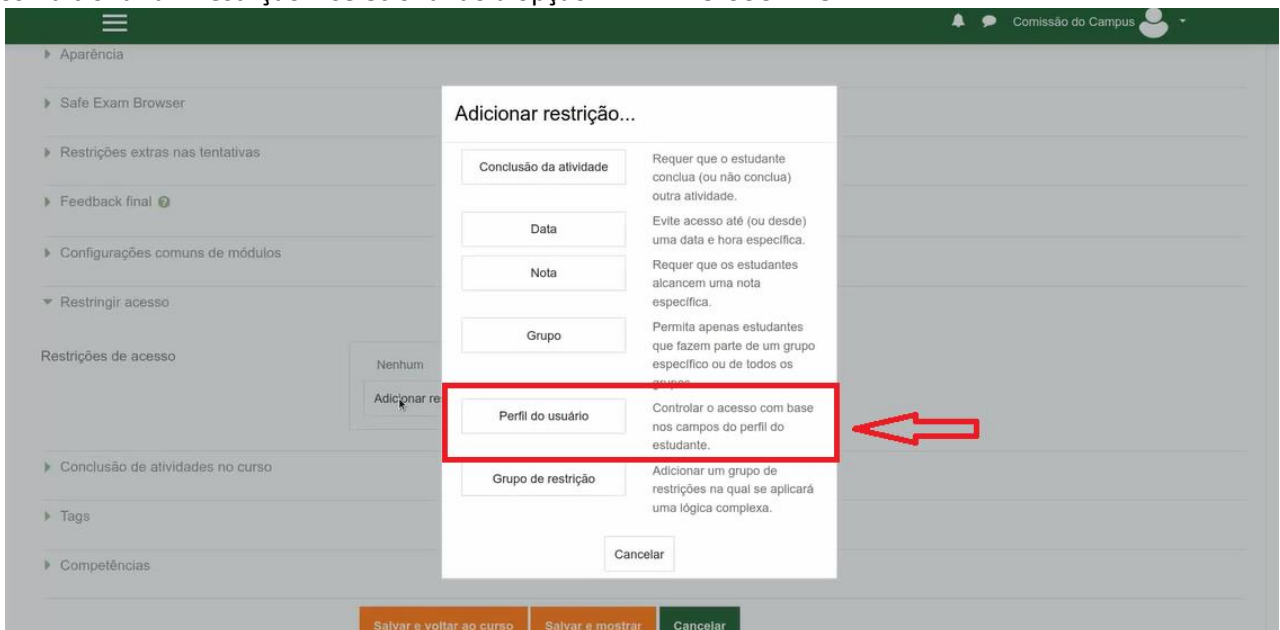 Comissão do Campus
Aparência
Safe Exam Browser
Restrições extras nas tentativas
Feedback final
Configurações comuns de módulos
Restringir acesso
Restrições de acesso
Nenhum
Adicionar re
Adicionar restrição...
Conclusão da atividade
Requer que o estudante
conclua (ou não conclua)
outra atividade.
Data
Evite acesso até (ou desde)
uma data e hora específica.
Nota
Requer que os estudantes
alcancem uma nota
específica.
Grupo
Permita apenas estudantes
que fazem parte de um grupo
específico ou de todos os
grupos.
Perfil do usuário
Controlar o acesso com base
nos campos do perfil do
estudante.
Grupo de restrição
Adicionar um grupo de
restrições na qual se aplicará
uma lógica complexa.
Cancelar
Conclusão de atividades no curso
Tags
Competências
Salvar e voltar ao curso
Salvar e mostrar
Cancelar